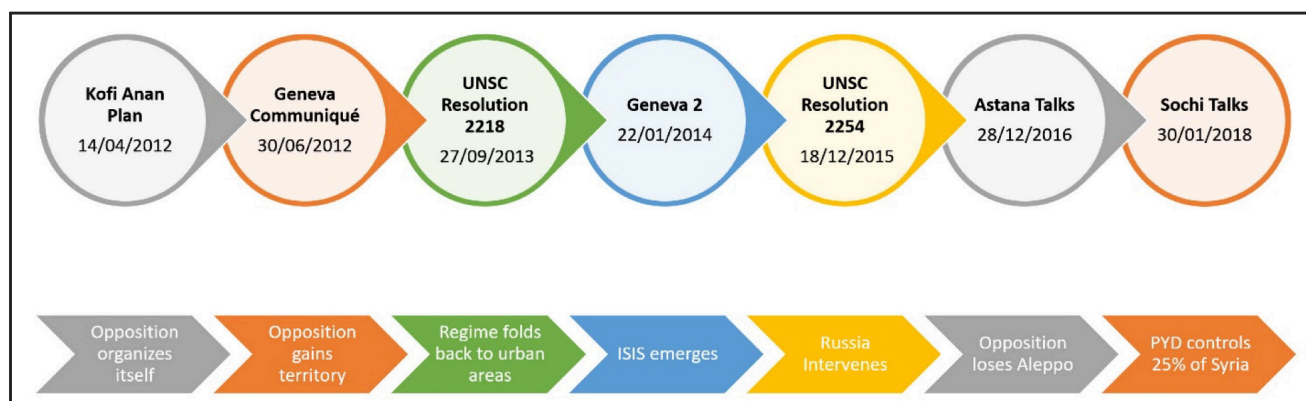 Kofi Anan
Plan
14/04/2012
Geneva
Communiqué
30/06/2012
UNSC
Resolution
2218
27/09/2013
Geneva 2
22/01/2014
UNSC
Resolution
2254
18/12/2015
Astana Talks
28/12/2016
Sochi Talks
30/01/2018
Opposition
organizes
itself
Opposition
gains
territory
Regime folds
back to urban
areas
ISIS emerges
Russia
Intervenes
Opposition
loses Aleppo
PYD controls
25% of Syria